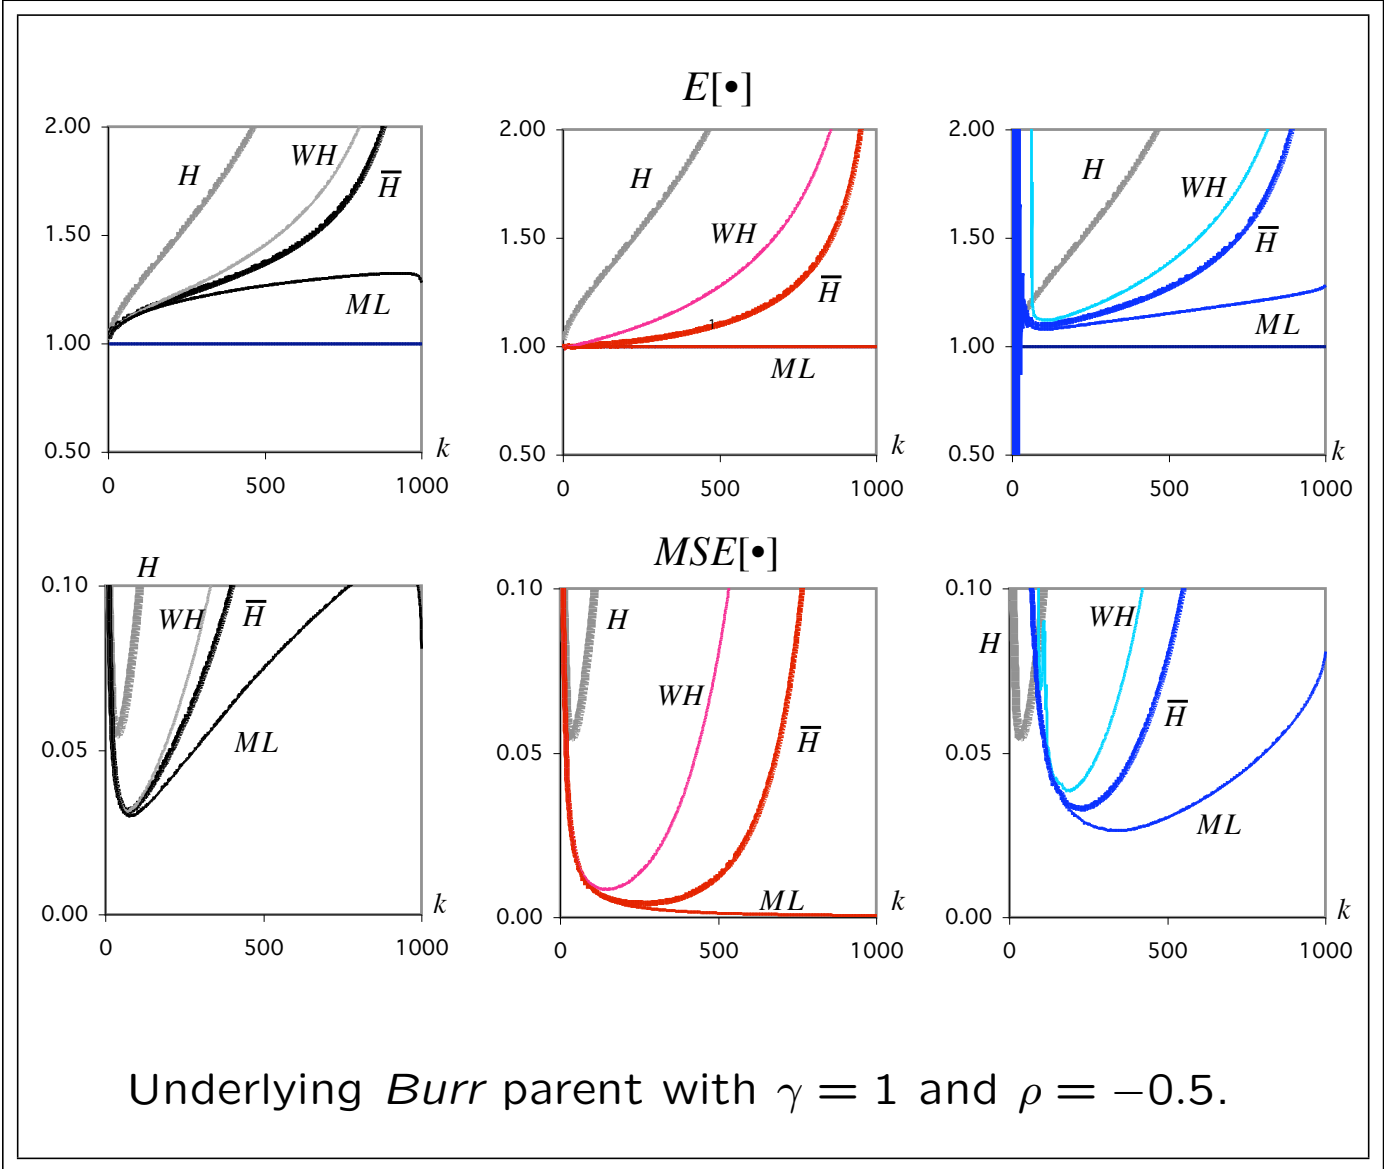 E[•]
2.00
1.50
1.00
0.50
0
500
1000
k
H
WH
H̅
ML
2.00
1.50
1.00
0.50
0
500
1000
k
H
WH
H̅
ML
1
2.00
1.50
1.00
0.50
0
500
1000
k
H
WH
H̅
ML
MSE[•]
0.10
0.05
0.00
0
500
1000
k
H
WH
H̅
ML
0.10
0.05
0.00
0
500
1000
k
H
WH
H̅
ML
0.10
0.05
0.00
0
500
1000
k
H
WH
H̅
ML
Underlying Burr parent with γ = 1 and ρ = −0.5.